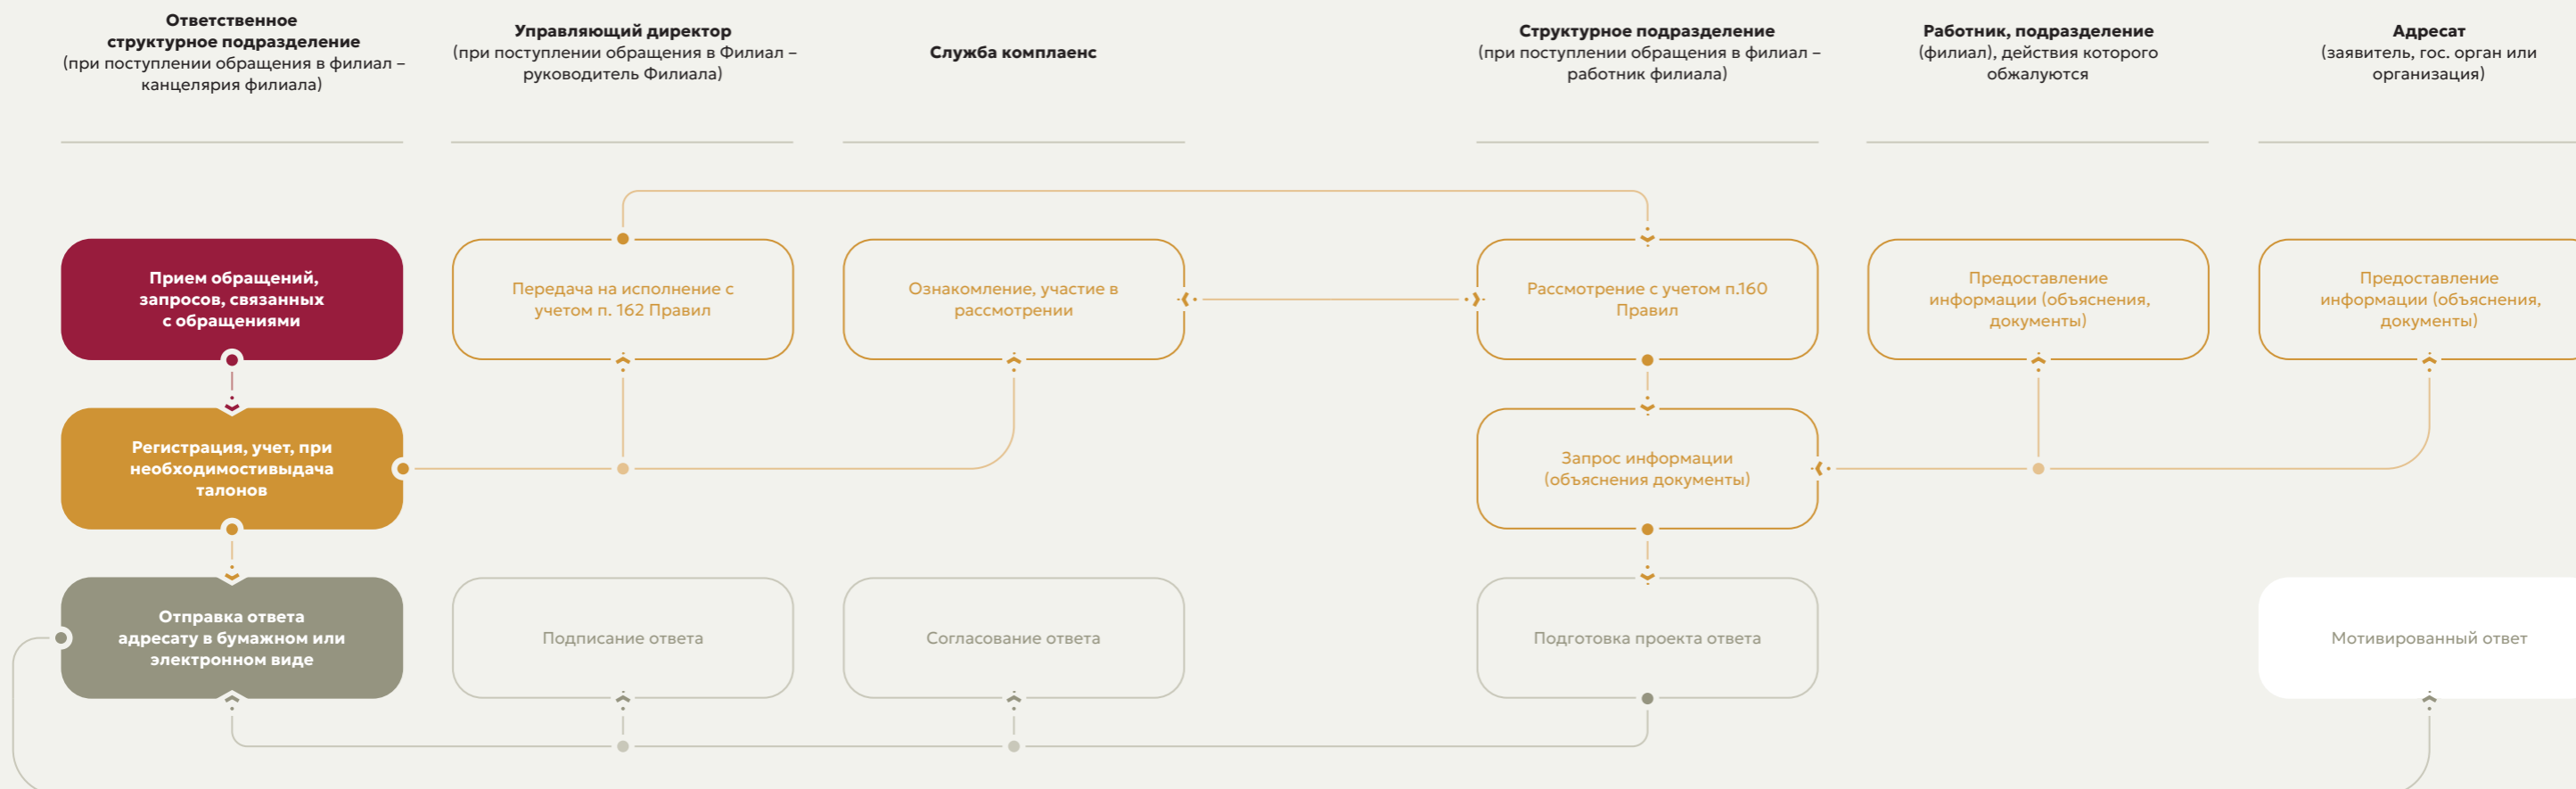 Ответственное
структурное подразделение
(при поступлении обращения в филиал –
канцелярия филиала)
Управляющий директор
(при поступлении обращения в Филиал –
руководитель Филиала)
Служба комплаенс
Структурное подразделение
(при поступлении обращения в филиал –
работник филиала)
Работник, подразделение
(филиал), действия которого
обжалуются
Адресат
(заявитель, гос. орган или
организация)
Прием обращений,
запросов, связанных
с обращениями
Передача на исполнение с
учетом п. 162 Правил
Ознакомление, участие в
рассмотрении
Рассмотрение с учетом п.160
Правил
Предоставление
информации (объяснения,
документы)
Предоставление
информации (объяснения,
документы)
Регистрация, учет, при
необходимостивыдача
талонов
Запрос информации
(объяснения документы)
Отправка ответа
адресату в бумажном или
электронном виде
Подписание ответа
Согласование ответа
Подготовка проекта ответа
Мотивированный ответ